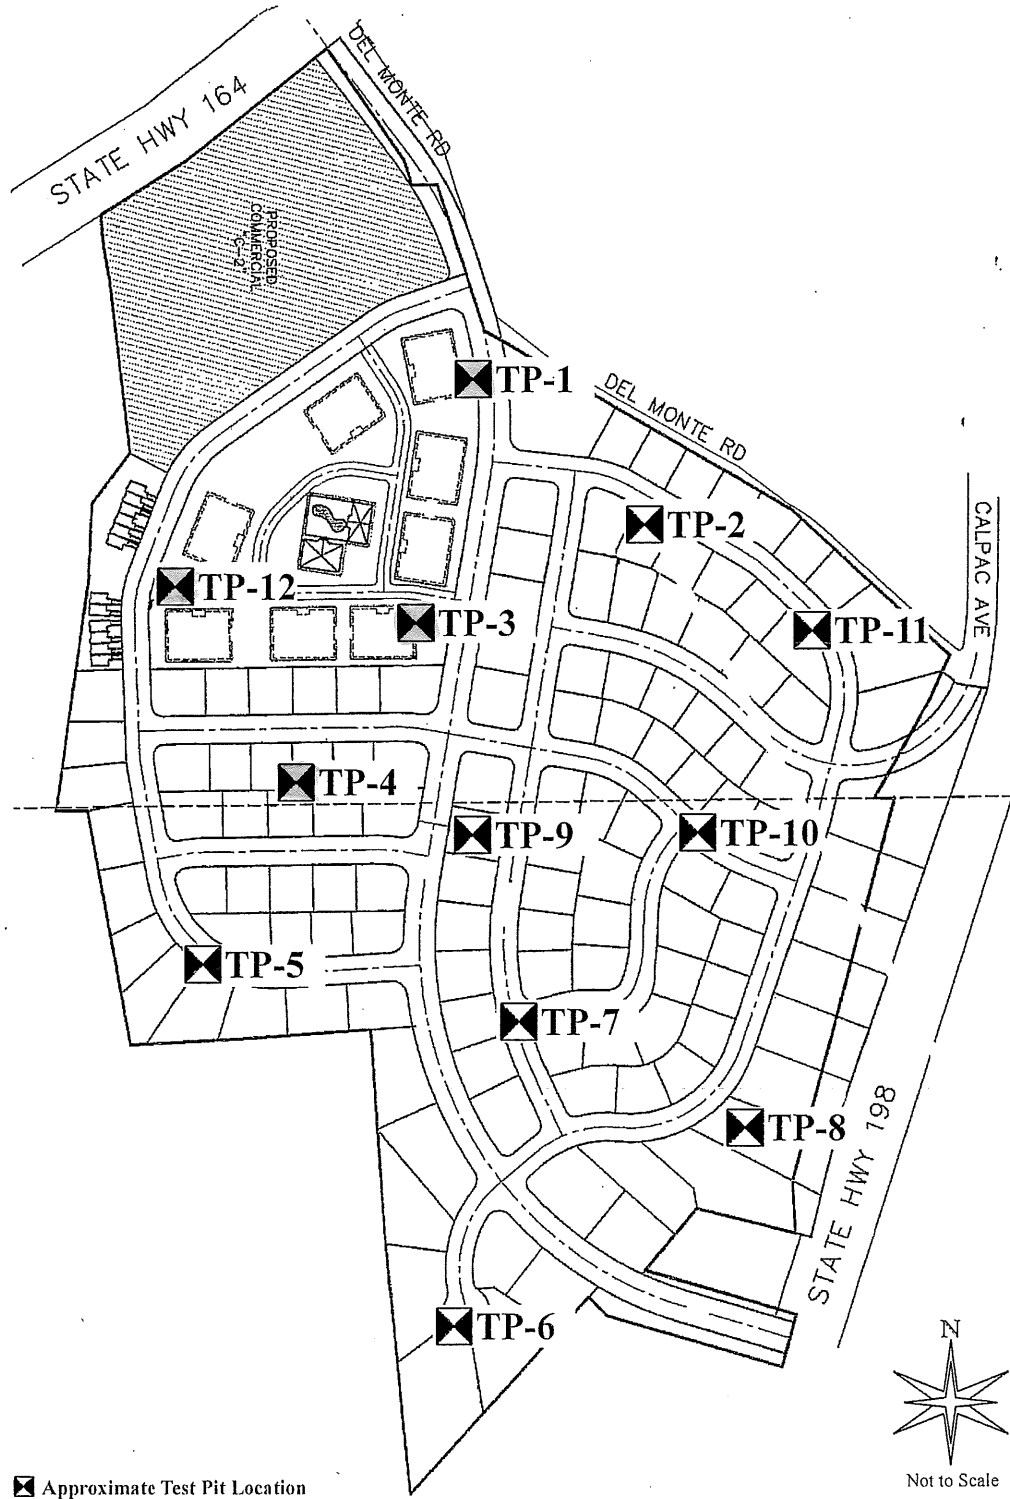 DEL MONTE RD
STATE HWY 164
PROPOSED
COMMERCIAL
"C-2"
TP-1
DEL MONTE RD
TP-2
CALPAC AVE
TP-12
TP-3
TP-11
TP-4
TP-9
TP-10
TP-5
TP-7
TP-8
STATE HWY 198
TP-6
N
Approximate Test Pit Location
Not to Scale